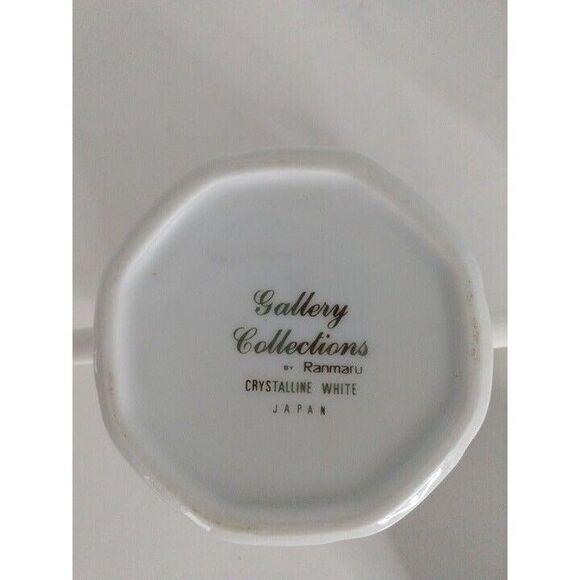 Gallery
Collections
BY Ranmaru
CRYSTALLINE WHITE
JAPAN